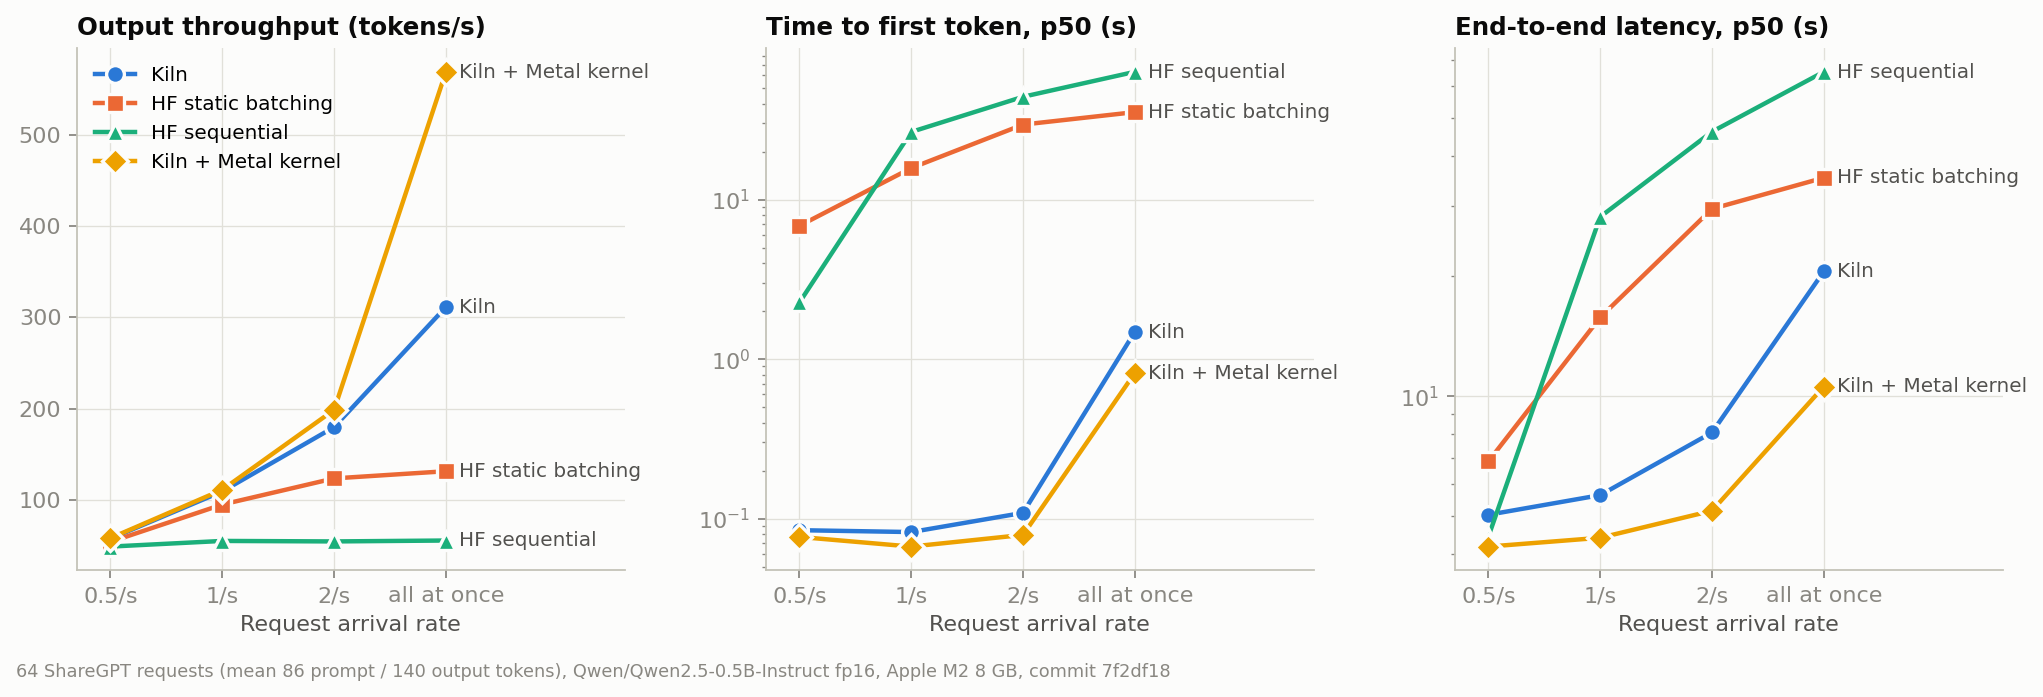 Output throughput (tokens/s)
Kiln
HF static batching
HF sequential
Kiln + Metal kernel
500
400
300
200
100
Kiln + Metal kernel
Kiln
HF static batching
HF sequential
0.5/s 1/s 2/s all at once
Request arrival rate
Time to first token, p50 (s)
10¹
10⁰
10⁻¹
HF sequential
HF static batching
Kiln
Kiln + Metal kernel
0.5/s 1/s 2/s all at once
Request arrival rate
End-to-end latency, p50 (s)
10¹
HF sequential
HF static batching
Kiln
Kiln + Metal kernel
0.5/s 1/s 2/s all at once
Request arrival rate
64 ShareGPT requests (mean 86 prompt / 140 output tokens), Qwen/Qwen2.5-0.5B-Instruct fp16, Apple M2 8 GB, commit 7f2df18